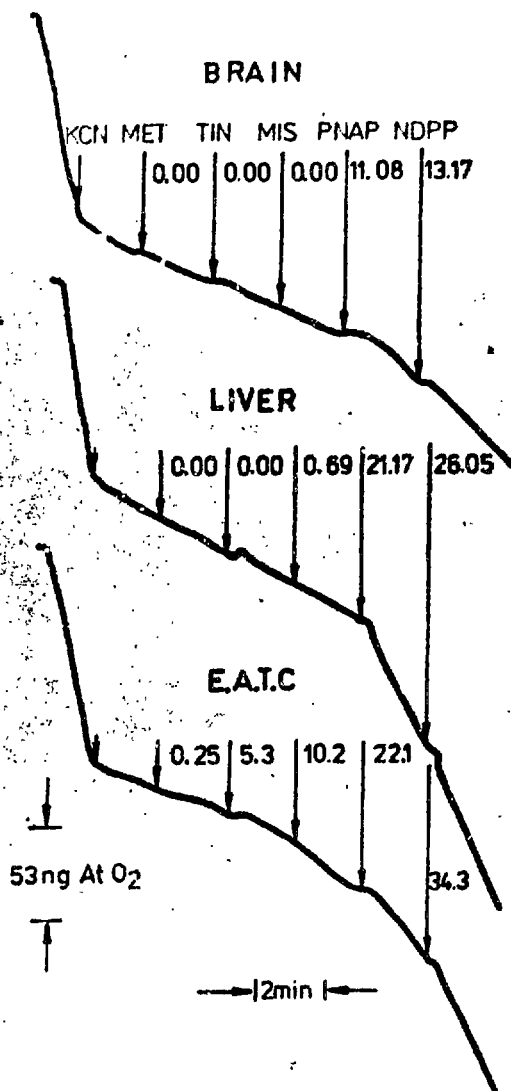 BRAIN
KCN MET TIN MIS PNAP NDPP
0.00 0.00 0.00 11.08 13.17
LIVER
0.00 0.00 0.69 21.17 26.05
E.A.T.C
0.25 5.3 10.2 22.1
53ng At O2
34.3
2min